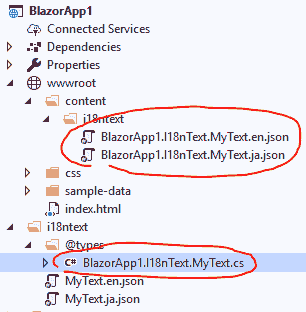 BlazorApp1
Connected Services
Dependencies
Properties
wwwroot
content
i18ntext
BlazorApp1.I18nText.MyText.en.json
BlazorApp1.I18nText.MyText.ja.json
css
sample-data
index.html
i18ntext
@types
C# BlazorApp1.I18nText.MyText.cs
MyText.en.json
MyText.ja.json